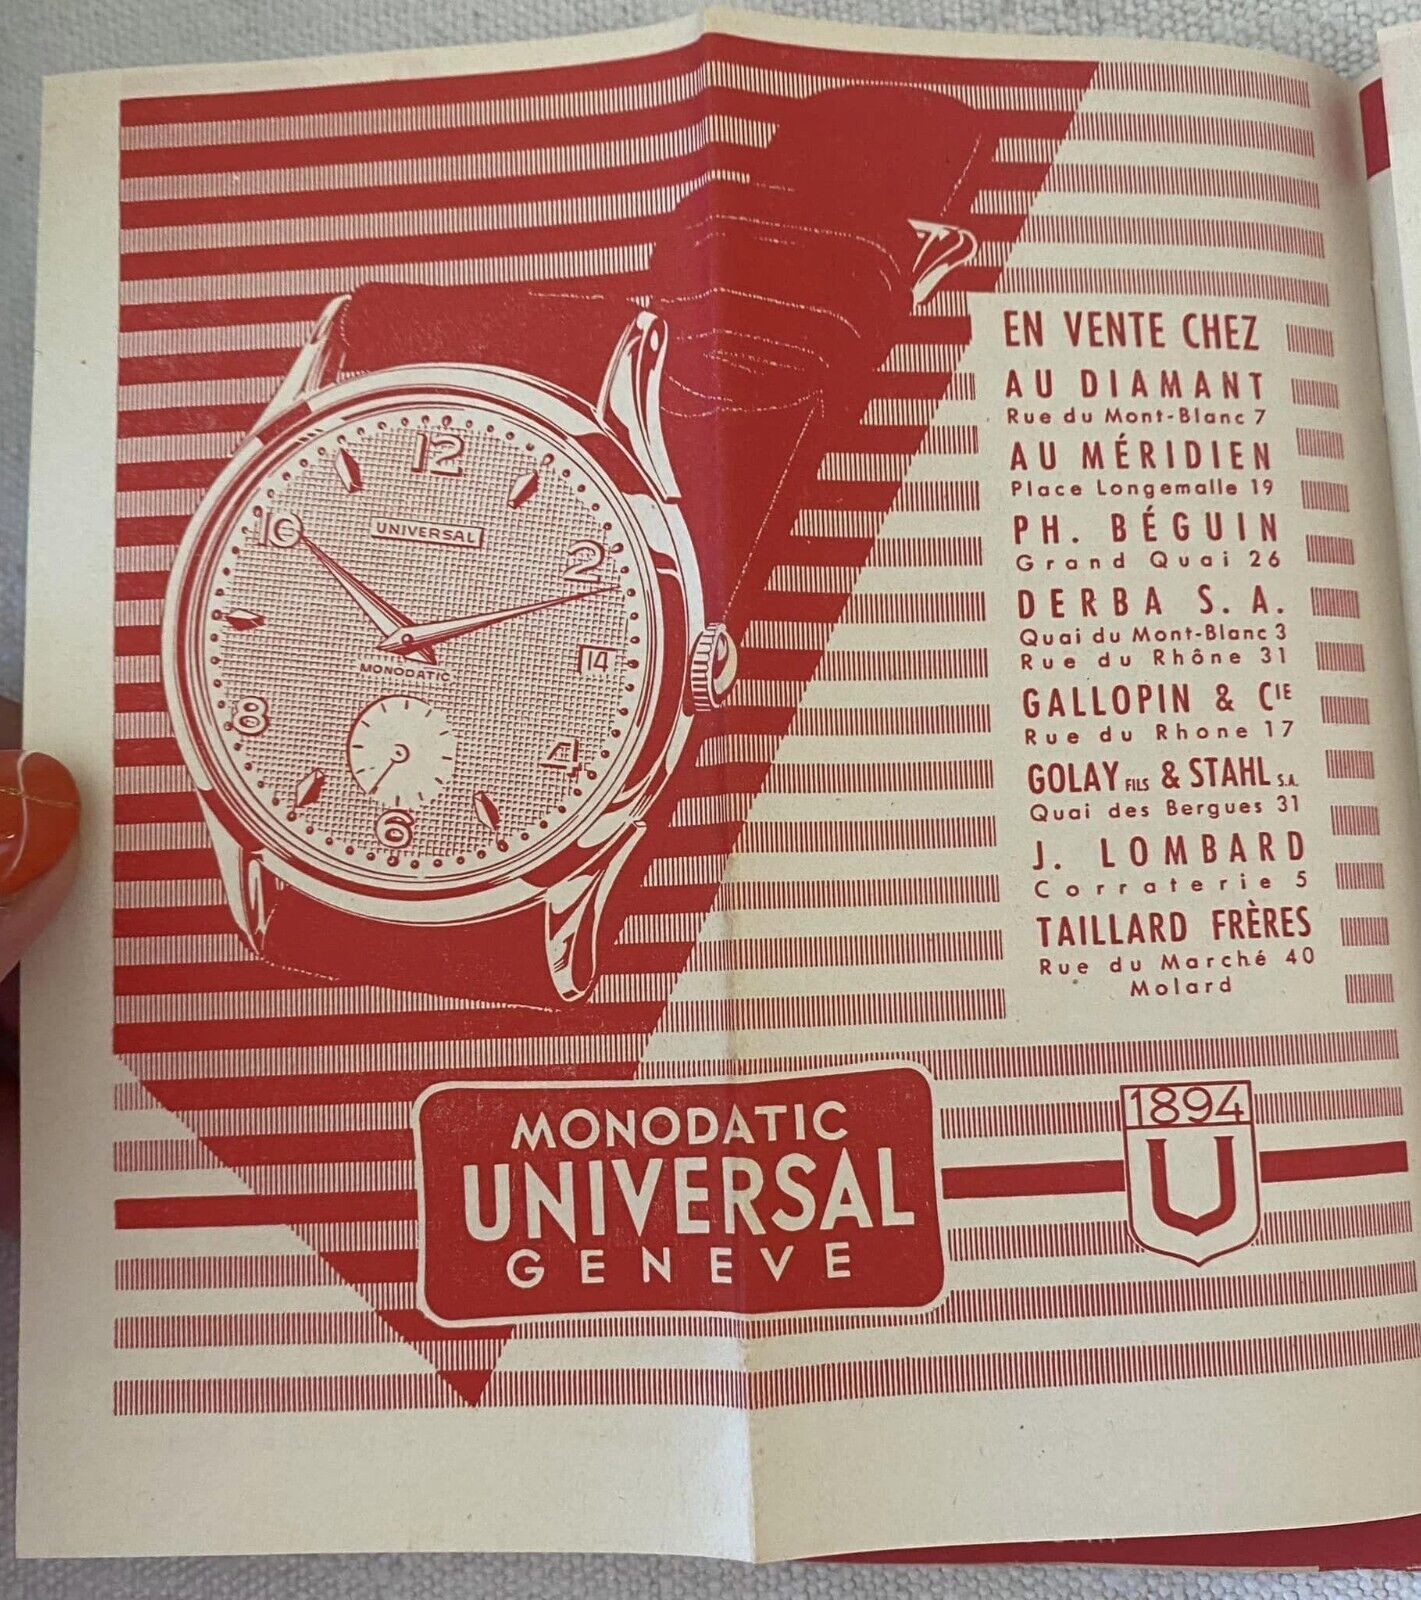 12
10
UNIVERSAL
2
MONODATIC
14
8
4
6
EN VENTE CHEZ
AU DIAMANT
Rue du Mont-Blanc 7
AU MÉRIDIEN
Place Longemalle 19
PH. BÉGUIN
Grand Quai 26
DERBA S. A.
Quai du Mont-Blanc 3
Rue du Rhône 31
GALLOPIN & CIE
Rue du Rhone 17
GOLAY FILS & STAHL S.A.
Quai des Bergues 31
J. LOMBARD
Corraterie 5
TAILLARD FRÈRES
Rue du Marché 40
Molard
MONODATIC
UNIVERSAL
GENEVE
1894
U